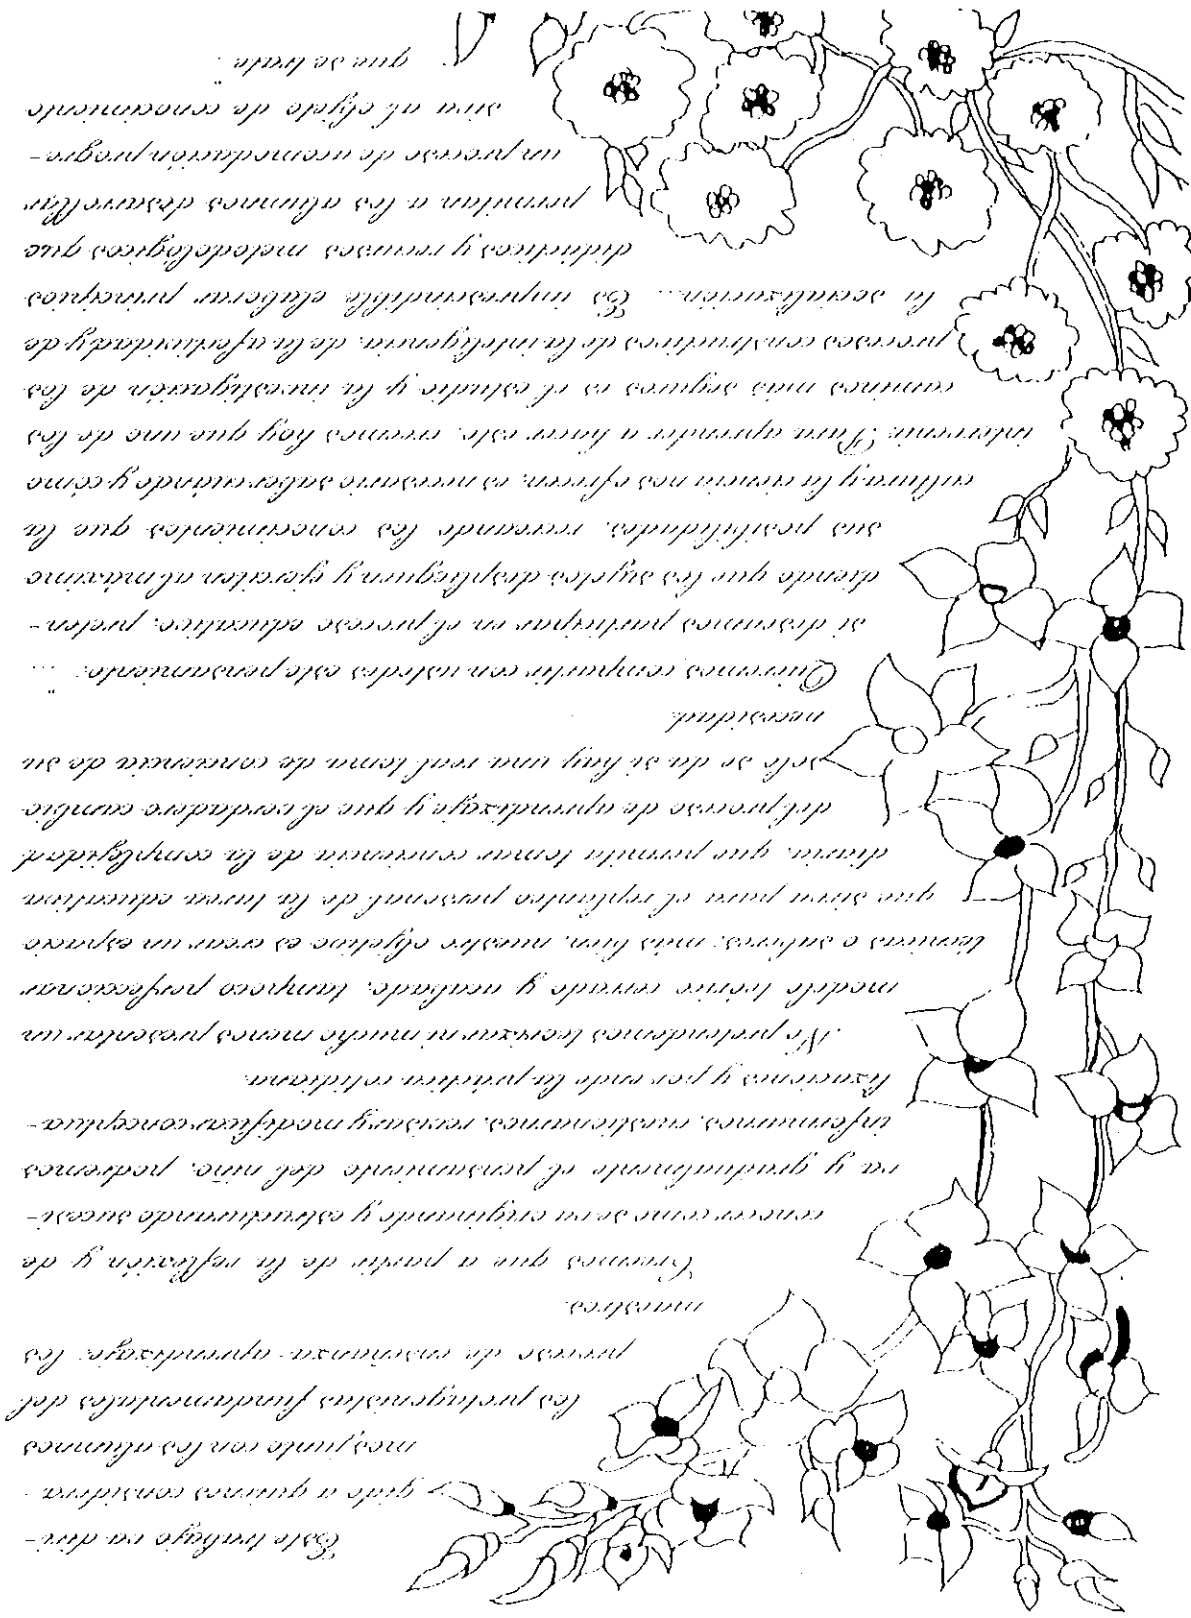 Este trabajo va diri-
gido a quienes considera-
mos junto con los alumnos
los protagonistas fundamentales del
proceso de enseñanza-aprendizaje: los
maestros.
Creemos que a partir de la reflexión y de
conocer como se va originando y estructurando sucesi-
va y gradualmente el pensamiento del niño, podremos
informarnos, cuestionarnos, revisar y modificar conceptua-
lizaciones y por ende la práctica cotidiana.
No pretendemos teorizar ni mucho menos presentar un
modelo teórico cerrado y acabado, tampoco perfeccionar
técnicas o saberes; más bien, nuestro objetivo es crear un espacio
que sirva para el replanteo personal de la tarea educativa
diaria, que permita tomar conciencia de la complejidad
del proceso de aprendizaje y que el verdadero cambio
solo se da si hay una real toma de conciencia de su
necesidad.
Queremos compartir con ustedes este pensamiento: "...
si deseamos participar en el proceso educativo, preten-
diendo que los sujetos desplieguen y ejerciten al máximo
sus posibilidades, recreando los conocimientos que la
cultura y la ciencia nos ofrecen, es necesario saber cuándo y cómo
intervenir. Para aprender a hacer esto, creemos hoy que uno de los
caminos más seguros es el estudio y la investigación de los
procesos constructivos de la inteligencia, de la afectividad y de
la socialización... Es imprescindible elaborar principios
didácticos y recursos metodológicos que
permitan a los alumnos desarrollar
un proceso de acomodación progre-
siva al objeto de conocimiento
que se trate."